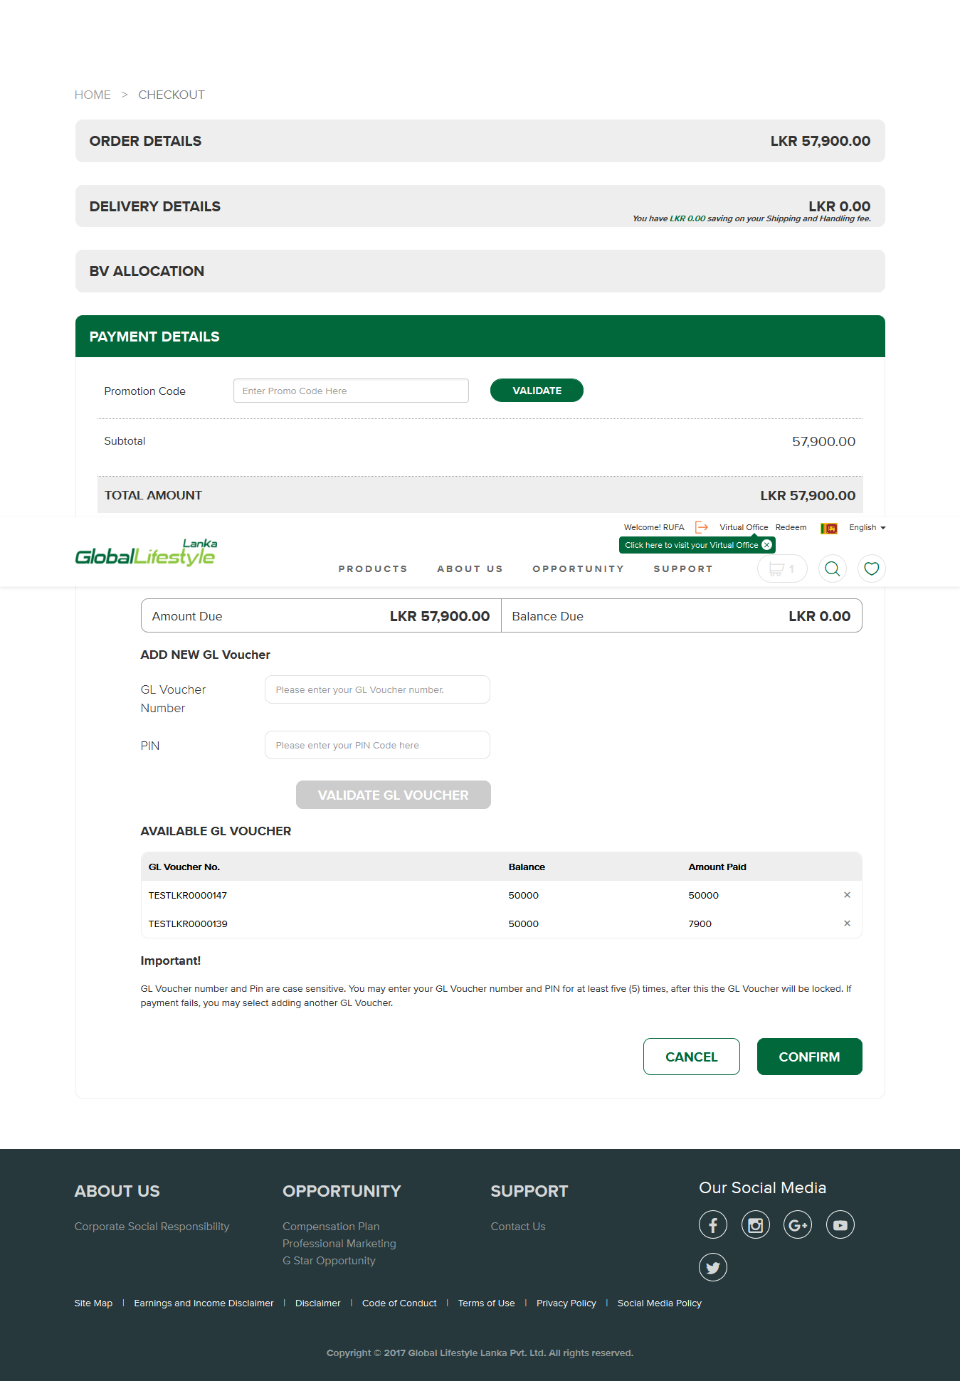 HOME > CHECKOUT
ORDER DETAILS LKR 57,900.00
DELIVERY DETAILS LKR 0.00
You have LKR 0.00 saving on your Shipping and Handling fee.
BV ALLOCATION
PAYMENT DETAILS
Promotion Code Enter Promo Code Here VALIDATE
Subtotal 57,900.00
TOTAL AMOUNT LKR 57,900.00
Welcome! RUFA Virtual Office Redeem English
Click here to visit your Virtual Office
Lanka
GlobalLifestyle
PRODUCTS ABOUT US OPPORTUNITY SUPPORT 1
Amount Due LKR 57,900.00 Balance Due LKR 0.00
ADD NEW GL Voucher
GL Voucher Number Please enter your GL Voucher number.
PIN Please enter your PIN Code here
VALIDATE GL VOUCHER
AVAILABLE GL VOUCHER
GL Voucher No. Balance Amount Paid
TESTLKR0000147 50000 50000 ×
TESTLKR0000139 50000 7900 ×
Important!
GL Voucher number and Pin are case sensitive. You may enter your GL Voucher number and PIN for at least five (5) times, after this the GL Voucher will be locked. If
payment fails, you may select adding another GL Voucher.
CANCEL CONFIRM
ABOUT US OPPORTUNITY SUPPORT Our Social Media
Corporate Social Responsibility Compensation Plan Contact Us
Professional Marketing
G Star Opportunity
Site Map | Earnings and Income Disclaimer | Disclaimer | Code of Conduct | Terms of Use | Privacy Policy | Social Media Policy
Copyright © 2017 Global Lifestyle Lanka Pvt. Ltd. All rights reserved.